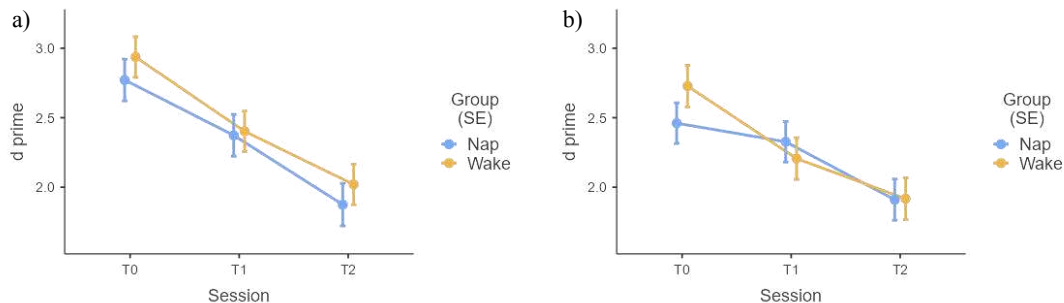 a)
3.0
2.5
2.0
d prime
T0
T1
T2
Session
Group
(SE)
Nap
Wake
b)
3.0
2.5
2.0
d prime
T0
T1
T2
Session
Group
(SE)
Nap
Wake